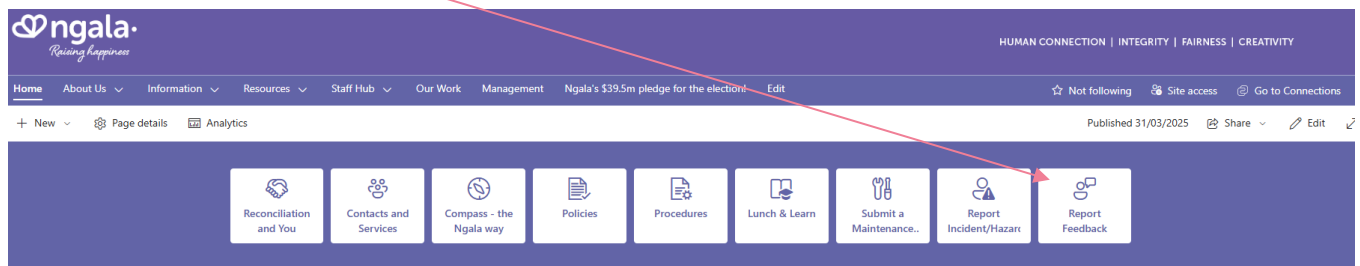 ngala.
Raising happiness
HUMAN CONNECTION | INTEGRITY | FAIRNESS | CREATIVITY
Home About Us Information Resources Staff Hub Our Work Management Ngala's $39.5m pledge for the election! Edit Not following Site access Go to Connections
+ New Page details Analytics Published 31/03/2025 Share Edit
Reconciliation and You
Contacts and Services
Compass - the Ngala way
Policies
Procedures
Lunch & Learn
Submit a Maintenance..
Report Incident/Hazard
Report Feedback